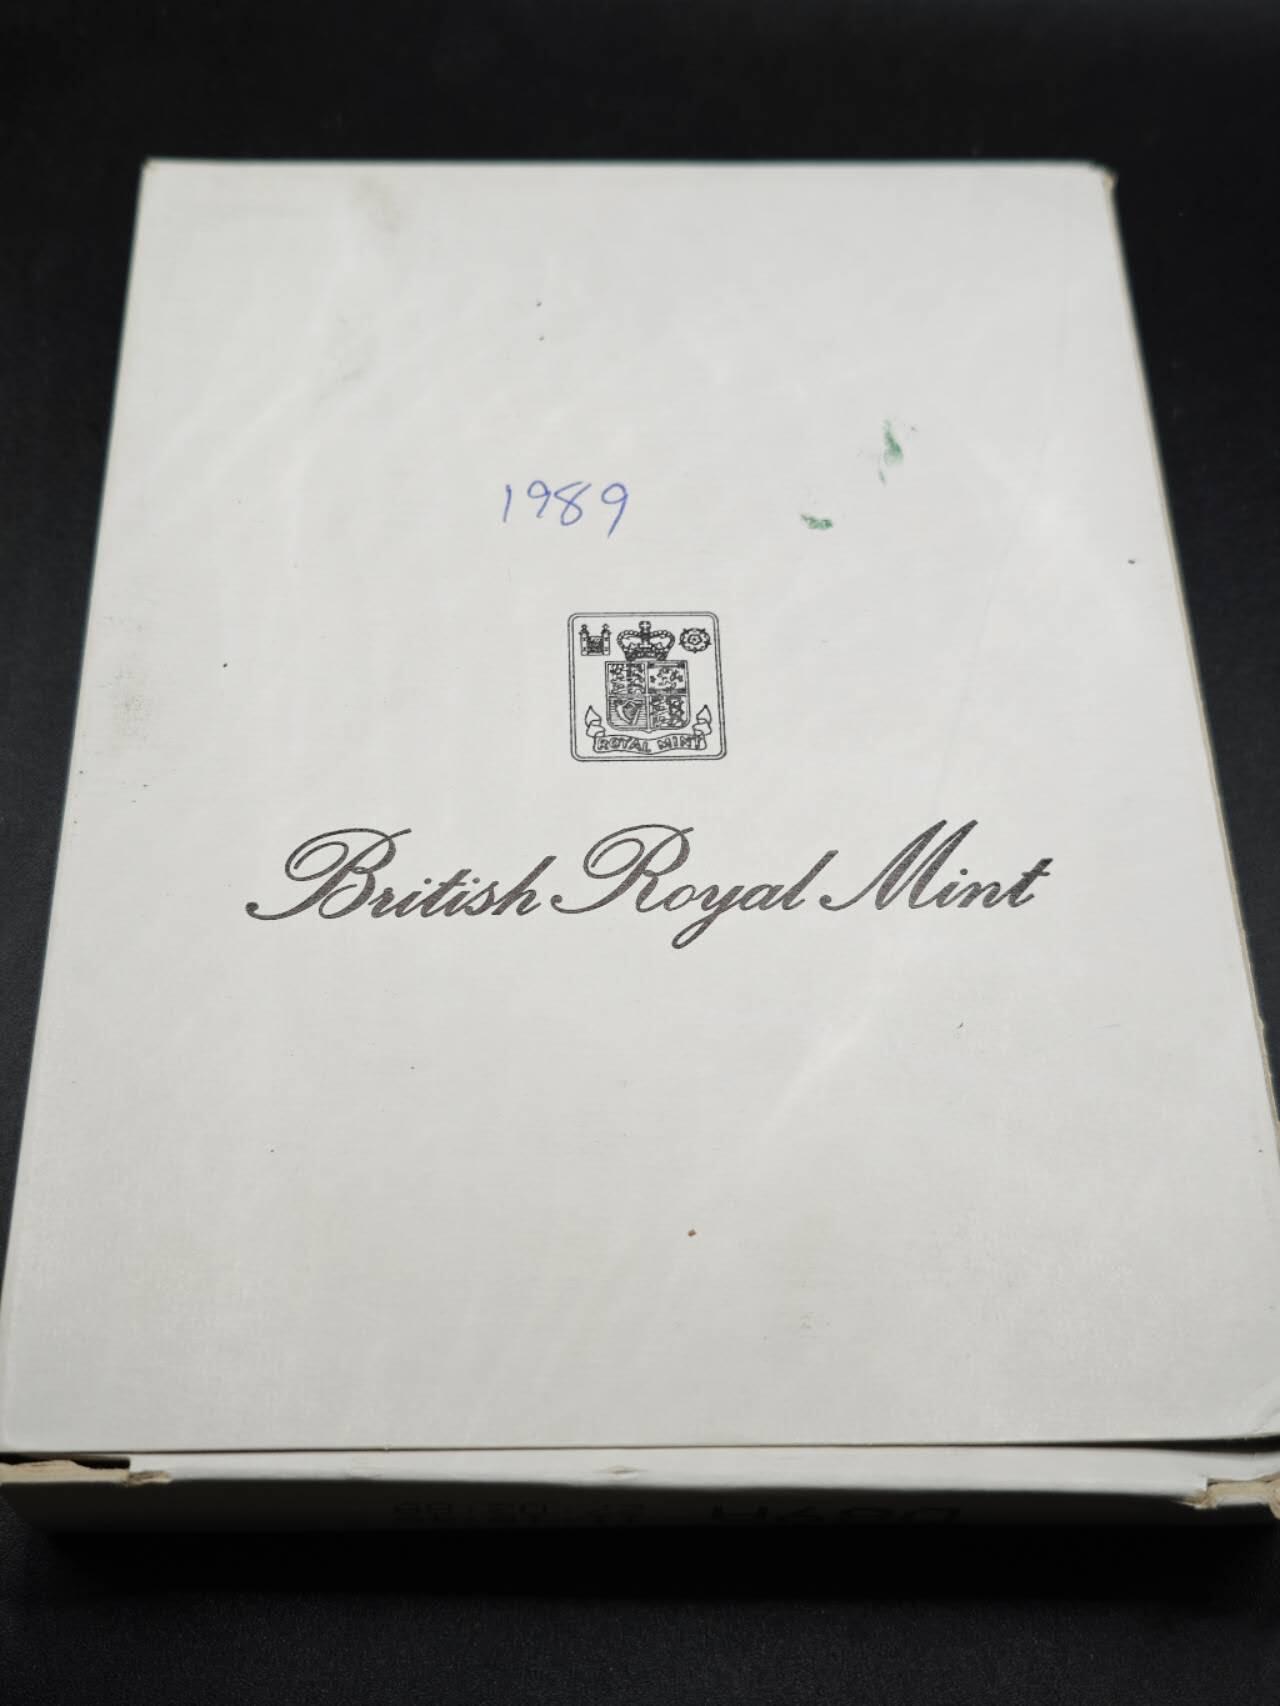 1989
ROYAL MINT
British Royal Mint